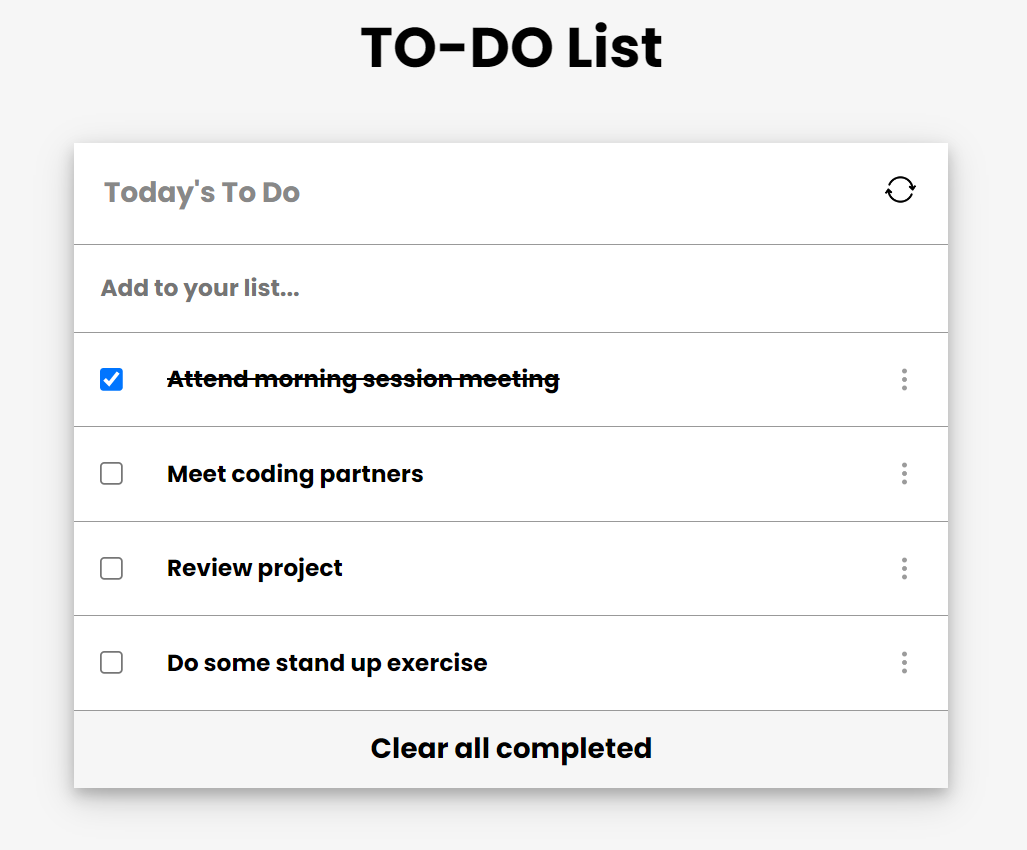 TO-DO List
Today's To Do
Add to your list...
Attend morning session meeting
Meet coding partners
Review project
Do some stand up exercise
Clear all completed